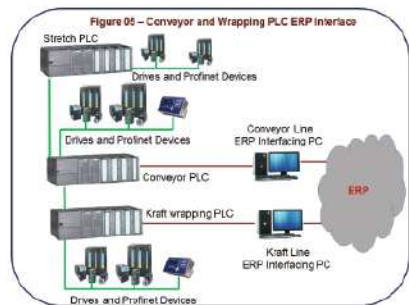 Figure 05 – Conveyor and Wrapping PLC ERP Interface
Stretch PLC
Drives and Profinet Devices
Drives and Profinet Devices
Conveyor Line
ERP Interfacing PC
Conveyor PLC
ERP
Kraft wrapping PLC
Kraft Line
ERP Interfacing PC
Drives and Profinet Devices